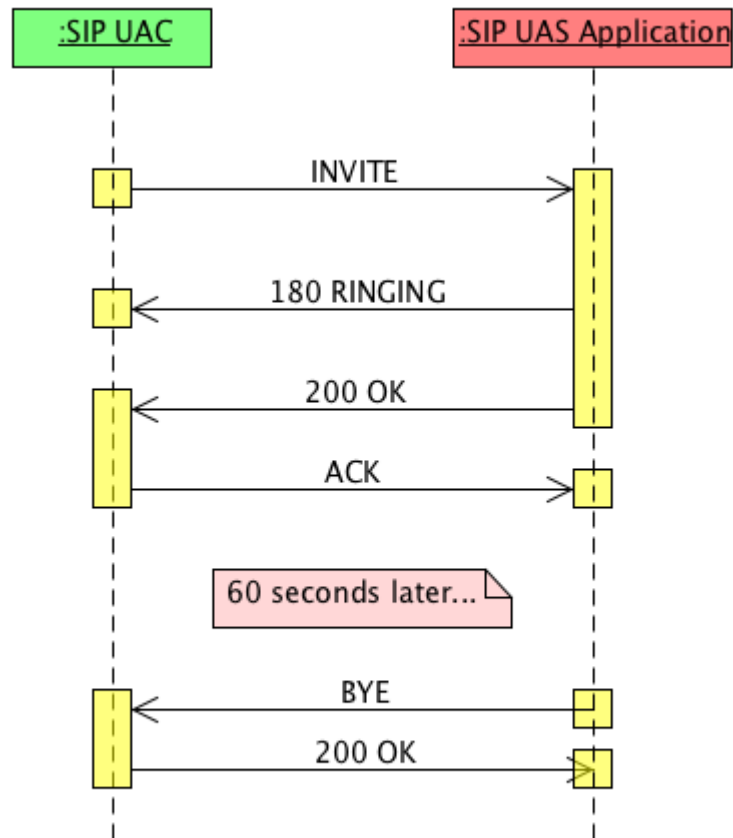 :SIP UAC
:SIP UAS Application
INVITE
180 RINGING
200 OK
ACK
60 seconds later...
BYE
200 OK